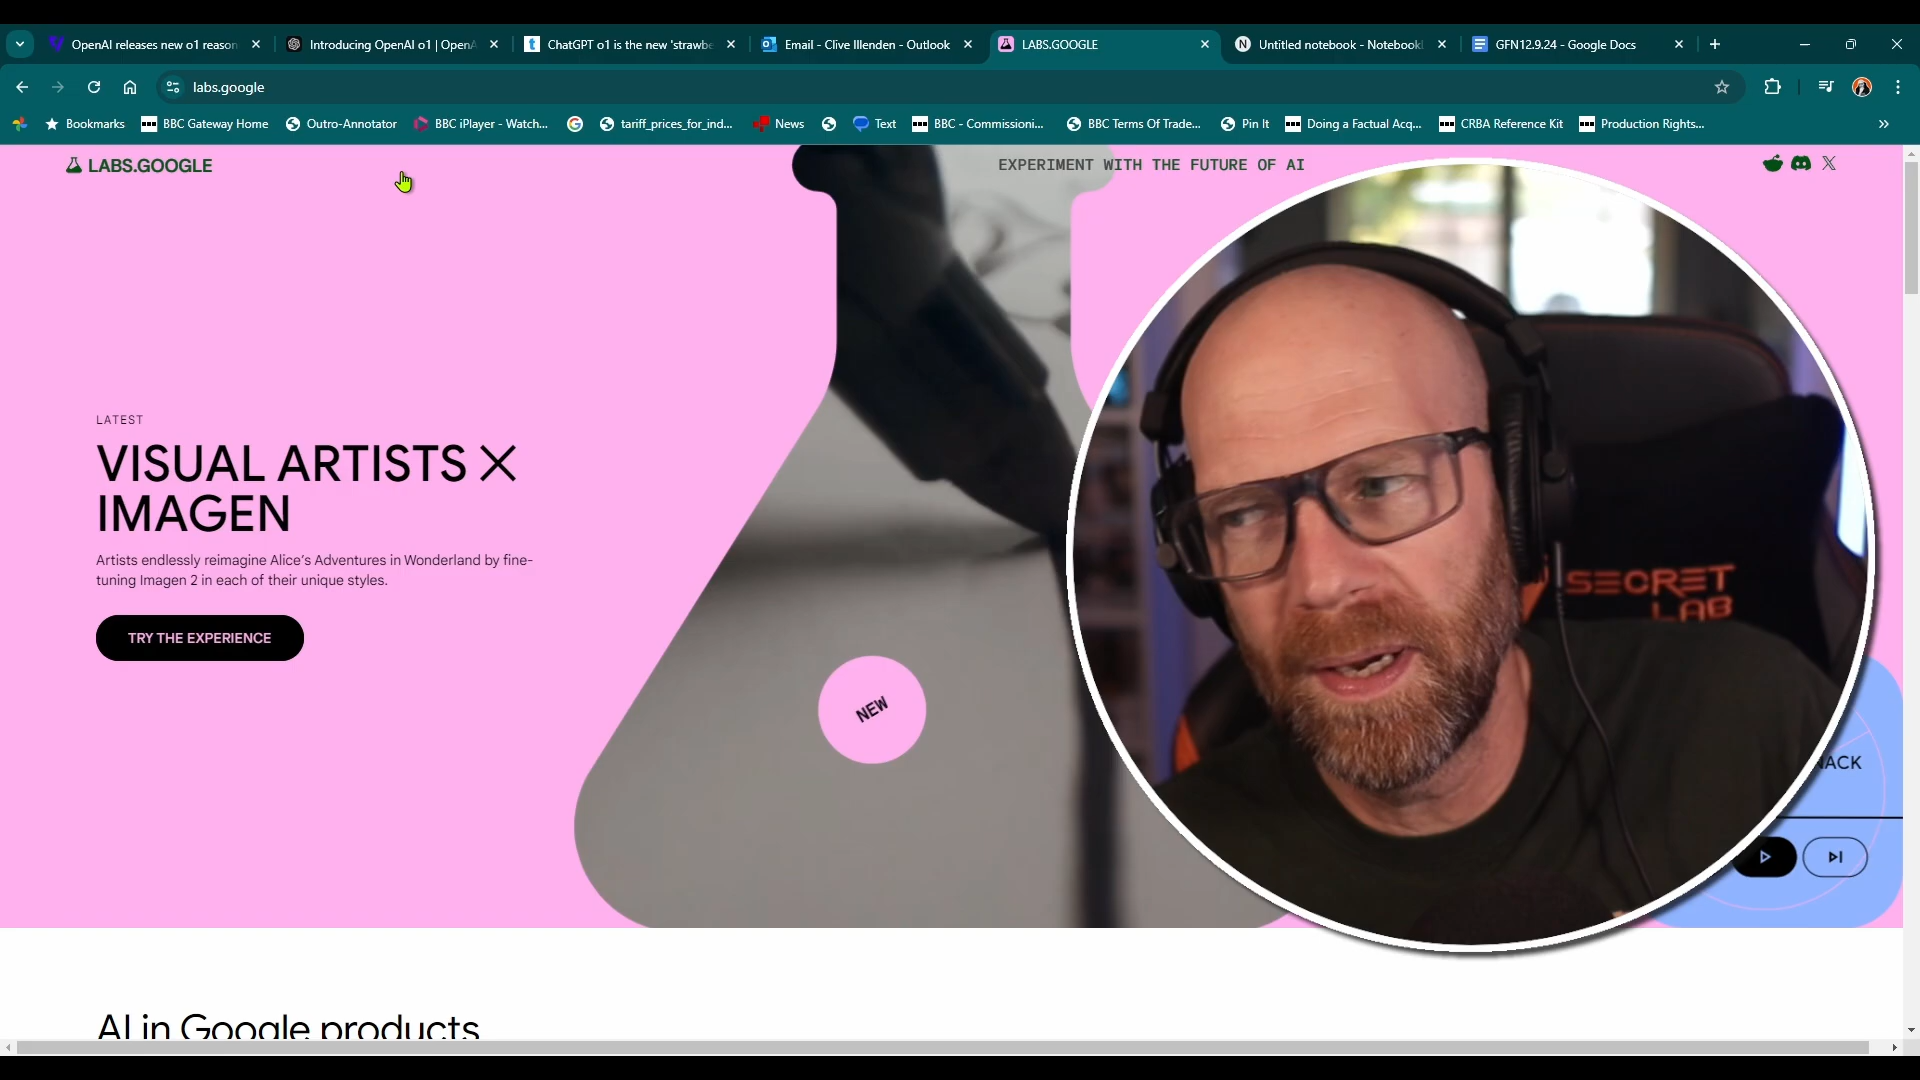 OpenAI releases new o1 reason
Introducing OpenAI o1 | OpenA
ChatGPT o1 is the new 'strawbe
Email - Clive Illenden - Outlook
LABS.GOOGLE
Untitled notebook - Notebook
GFN12.9.24 - Google Docs
labs.google
Bookmarks
BBC Gateway Home
Outro-Annotator
BBC iPlayer - Watch...
tariff_prices_for_ind...
News
Text
BBC - Commissioni...
BBC Terms Of Trade...
Pin It
Doing a Factual Acq...
CRBA Reference Kit
Production Rights...
LABS.GOOGLE
EXPERIMENT WITH THE FUTURE OF AI
LATEST
VISUAL ARTISTS X
IMAGEN
Artists endlessly reimagine Alice's Adventures in Wonderland by fine-
tuning Imagen 2 in each of their unique styles.
TRY THE EXPERIENCE
NEW
SECRET
LAB
AI in Google products